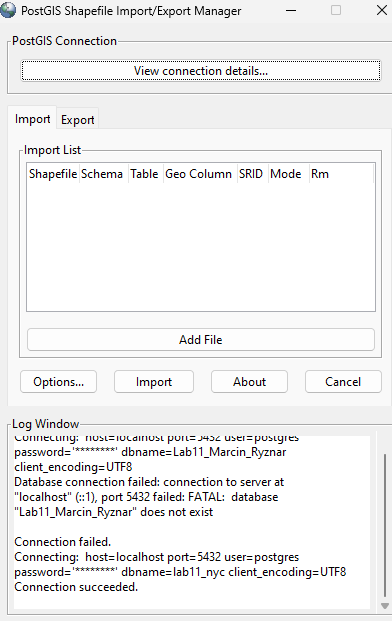 PostGIS Shapefile Import/Export Manager
PostGIS Connection
View connection details...
Import Export
Import List
Shapefile Schema Table Geo Column SRID Mode Rm
Add File
Options... Import About Cancel
Log Window
Connecting: host=localhost port=5432 user=postgres
password='********' dbname=Lab11_Marcin_Ryznar
client_encoding=UTF8
Database connection failed: connection to server at
"localhost" (::1), port 5432 failed: FATAL: database
"Lab11_Marcin_Ryznar" does not exist
Connection failed.
Connecting: host=localhost port=5432 user=postgres
password='********' dbname=lab11_nyc client_encoding=UTF8
Connection succeeded.